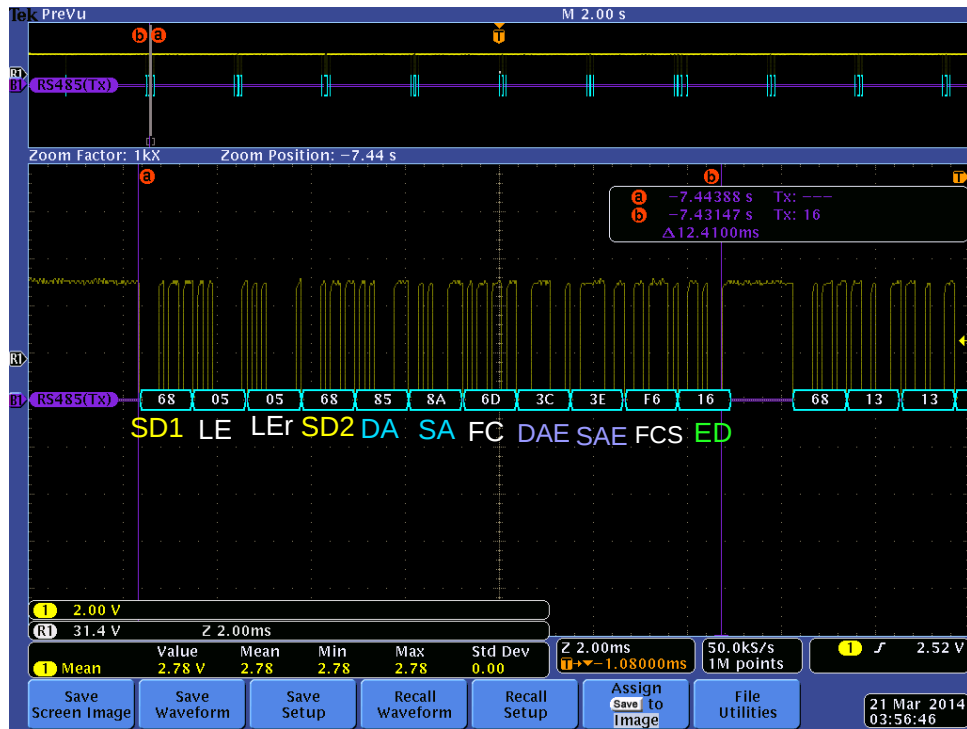 Tek PreVu M 2.00 s
b a
T
R1
B1 RS485(Tx)
Zoom Factor: 1kX Zoom Position: -7.44 s
a b T
a -7.44388 s Tx: ---
b -7.43147 s Tx: 16
Δ12.4100ms
R1
B1 RS485(Tx) 68 05 05 68 85 8A 6D 3C 3E F6 16 68 13 13
SD1 LE LEr SD2 DA SA FC DAE SAE FCS ED
1 2.00 V
R1 31.4 V Z 2.00ms
Value Mean Min Max Std Dev
1 Mean 2.78 V 2.78 2.78 2.78 0.00
Z 2.00ms
T→▼-1.08000ms
50.0kS/s
1M points
1 ∫ 2.52 V
Save Screen Image
Save Waveform
Save Setup
Recall Waveform
Recall Setup
Assign Save to Image
File Utilities
21 Mar 2014
03:56:46